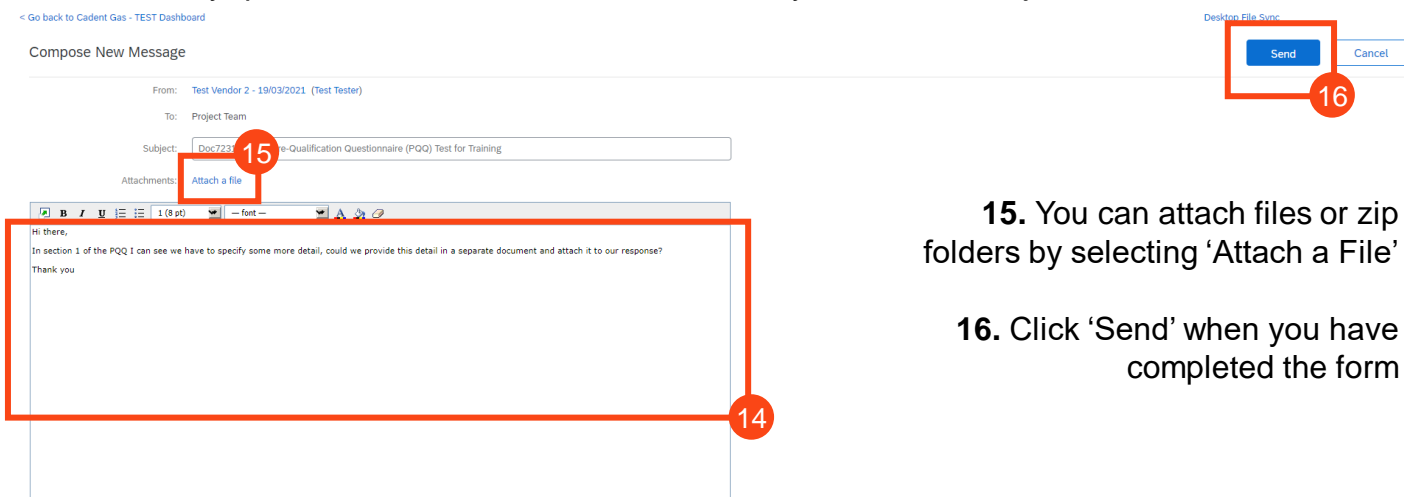 < Go back to Cadent Gas - TEST Dashboard
Desktop File Sync
Compose New Message
Send
Cancel
16
From: Test Vendor 2 - 19/03/2021 (Test Tester)
To: Project Team
Subject: Doc7231 re-Qualification Questionnaire (PQQ) Test for Training
15
Attachments: Attach a file
B I U 1 (8 pt) — font — A
Hi there,
In section 1 of the PQQ I can see we have to specify some more detail, could we provide this detail in a separate document and attach it to our response?
Thank you
14
15. You can attach files or zip
folders by selecting ‘Attach a File’
16. Click ‘Send’ when you have
completed the form